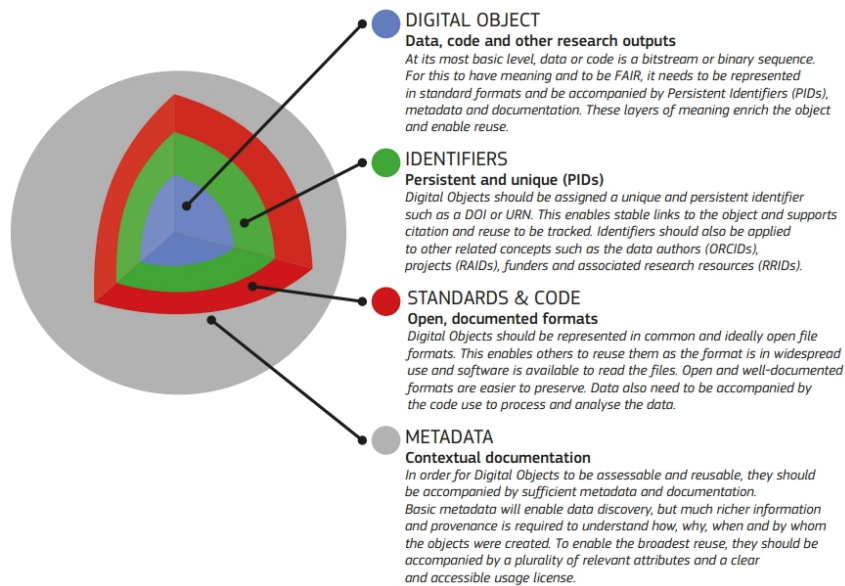 DIGITAL OBJECT
Data, code and other research outputs
At its most basic level, data or code is a bitstream or binary sequence.
For this to have meaning and to be FAIR, it needs to be represented
in standard formats and be accompanied by Persistent Identifiers (PIDs),
metadata and documentation. These layers of meaning enrich the object
and enable reuse.
IDENTIFIERS
Persistent and unique (PIDs)
Digital Objects should be assigned a unique and persistent identifier
such as a DOI or URN. This enables stable links to the object and supports
citation and reuse to be tracked. Identifiers should also be applied
to other related concepts such as the data authors (ORCIDs),
projects (RAIDs), funders and associated research resources (RRIDs).
STANDARDS & CODE
Open, documented formats
Digital Objects should be represented in common and ideally open file
formats. This enables others to reuse them as the format is in widespread
use and software is available to read the files. Open and well-documented
formats are easier to preserve. Data also need to be accompanied by
the code use to process and analyse the data.
METADATA
Contextual documentation
In order for Digital Objects to be assessable and reusable, they should
be accompanied by sufficient metadata and documentation.
Basic metadata will enable data discovery, but much richer information
and provenance is required to understand how, why, when and by whom
the objects were created. To enable the broadest reuse, they should be
accompanied by a plurality of relevant attributes and a clear
and accessible usage license.